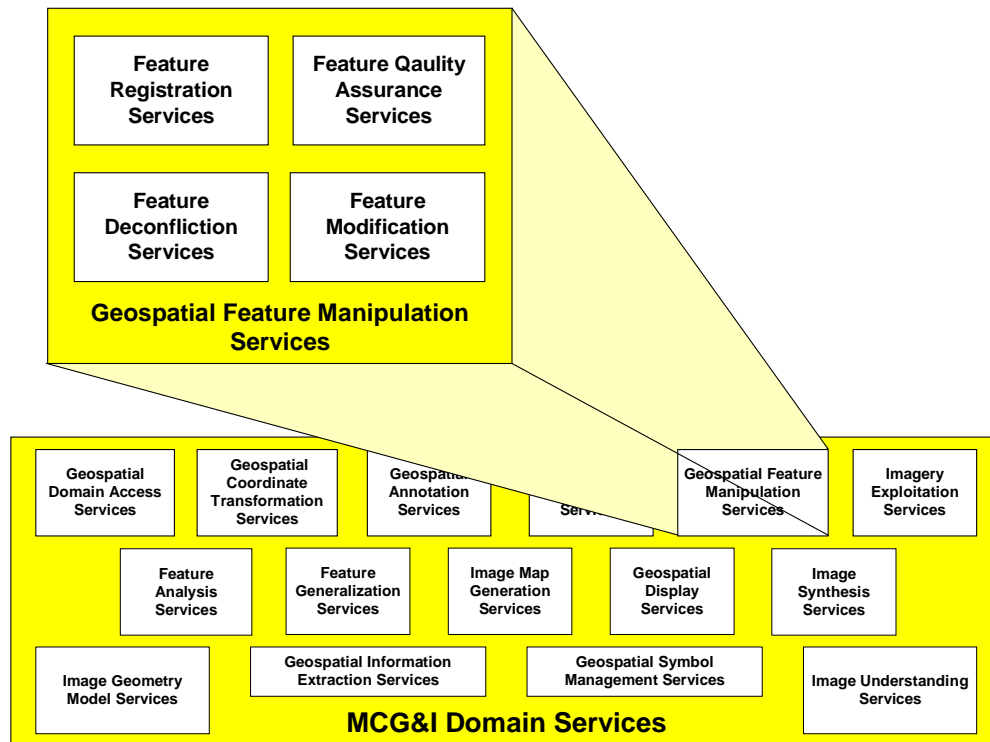 Feature
Registration
Services
Feature Qaulity
Assurance
Services
Feature
Deconfliction
Services
Feature
Modification
Services
Geospatial Feature Manipulation
Services
Geospatial
Domain Access
Services
Geospatial
Coordinate
Transformation
Services
Geospatial
Annotation
Services
Geospatial Feature
Manipulation
Services
Imagery
Exploitation
Services
Feature
Analysis
Services
Feature
Generalization
Services
Image Map
Generation
Services
Geospatial
Display
Services
Image
Synthesis
Services
Image Geometry
Model Services
Geospatial Information
Extraction Services
Geospatial Symbol
Management Services
Image Understanding
Services
MCG&I Domain Services